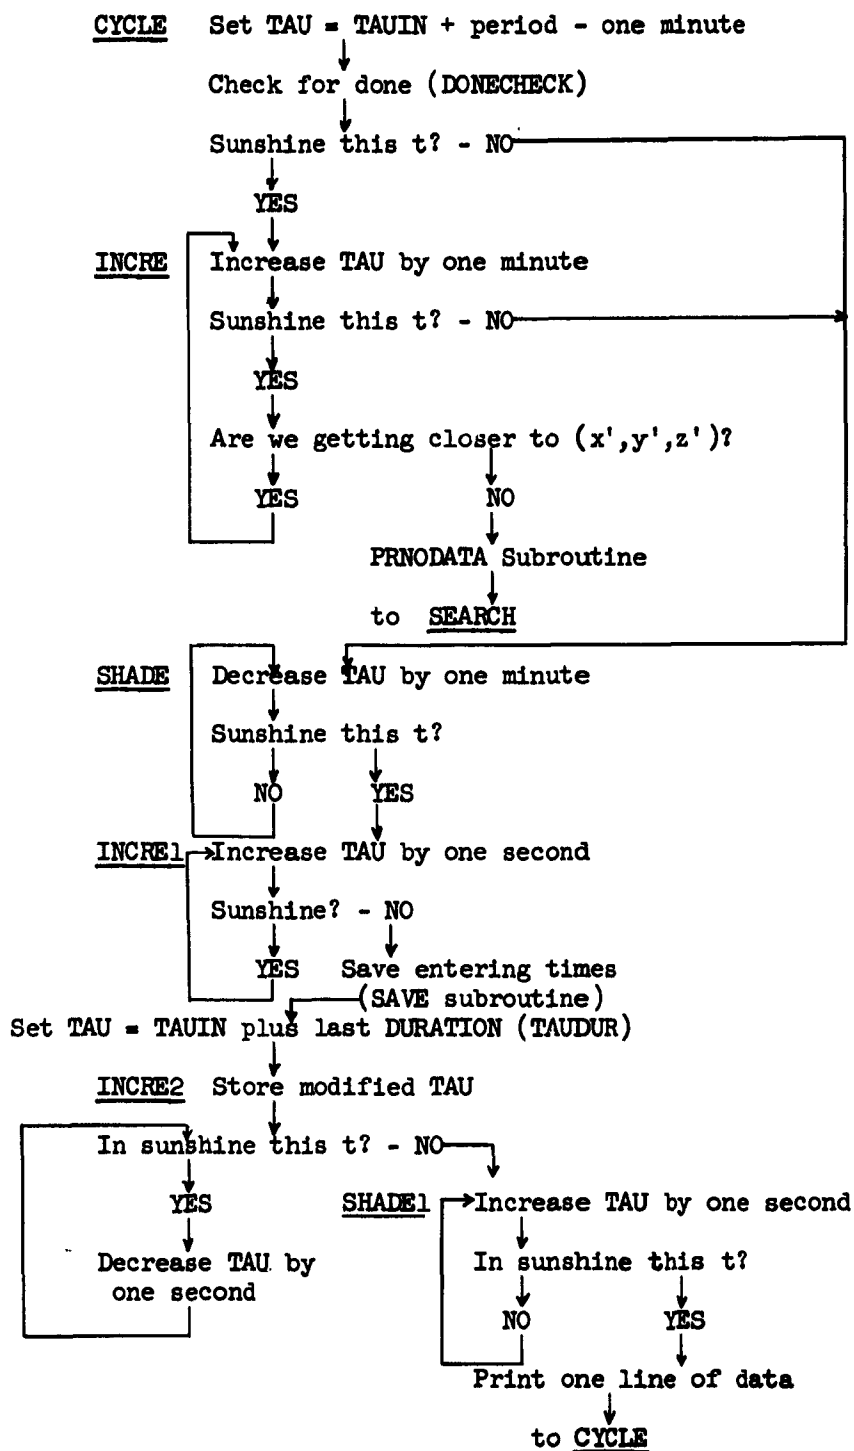 CYCLE Set TAU = TAUIN + period - one minute
Check for done (DONECHECK)
Sunshine this t? - NO
YES
INCRE Increase TAU by one minute
Sunshine this t? - NO
YES
Are we getting closer to (x',y',z')?
YES NO
PRNODATA Subroutine
to SEARCH
SHADE Decrease TAU by one minute
Sunshine this t?
NO YES
INCRE1 Increase TAU by one second
Sunshine? - NO
YES Save entering times
(SAVE subroutine)
Set TAU = TAUIN plus last DURATION (TAUDUR)
INCRE2 Store modified TAU
In sunshine this t? - NO
YES
SHADE1 Increase TAU by one second
Decrease TAU by
one second
In sunshine this t?
NO YES
Print one line of data
to CYCLE